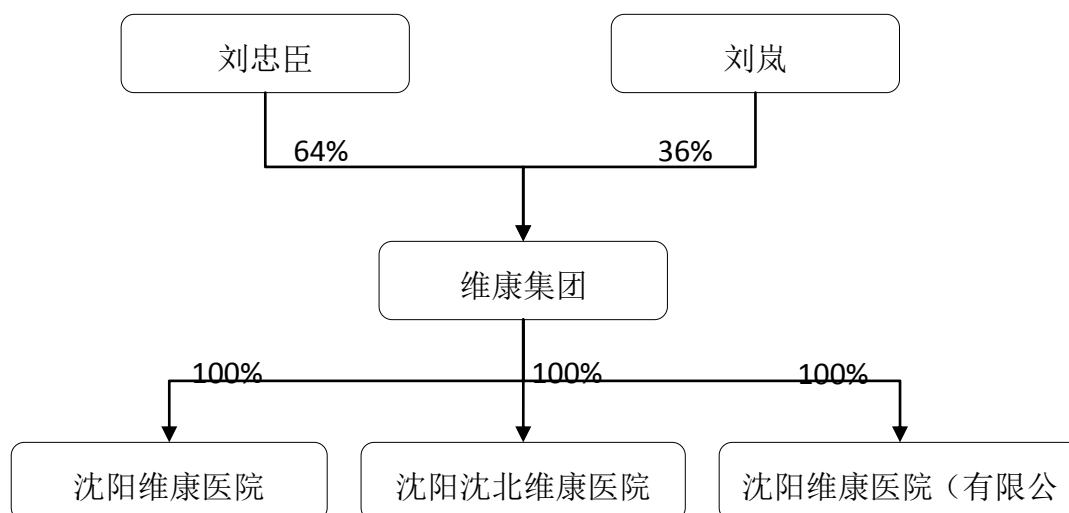 刘忠臣
刘岚
64%
36%
维康集团
100%
100%
100%
沈阳维康医院
沈阳沈北维康医院
沈阳维康医院（有限公